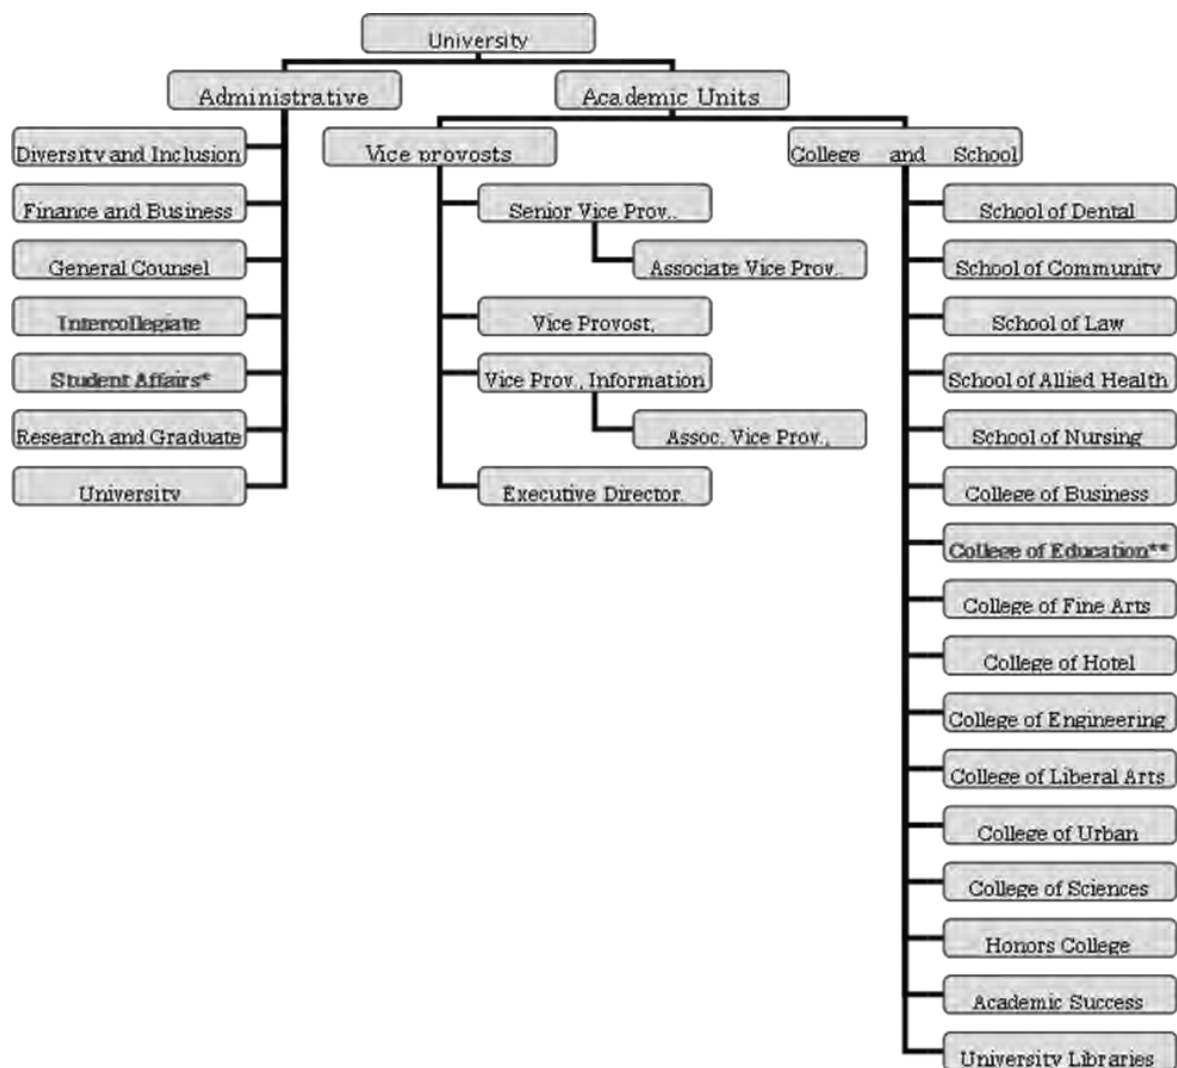 University
Administrative
Academic Units
Diversity and Inclusion
Finance and Business
General Counsel
Intercollegiate
Student Affairs*
Research and Graduate
University
Vice provosts
Senior Vice Prov..
Associate Vice Prov..
Vice Provost,
Vice Prov., Information
Assoc. Vice Prov.,
Executive Director,
College and School
School of Dental
School of Community
School of Law
School of Allied Health
School of Nursing
College of Business
College of Education**
College of Fine Arts
College of Hotel
College of Engineering
College of Liberal Arts
College of Urban
College of Sciences
Honors College
Academic Success
University Libraries